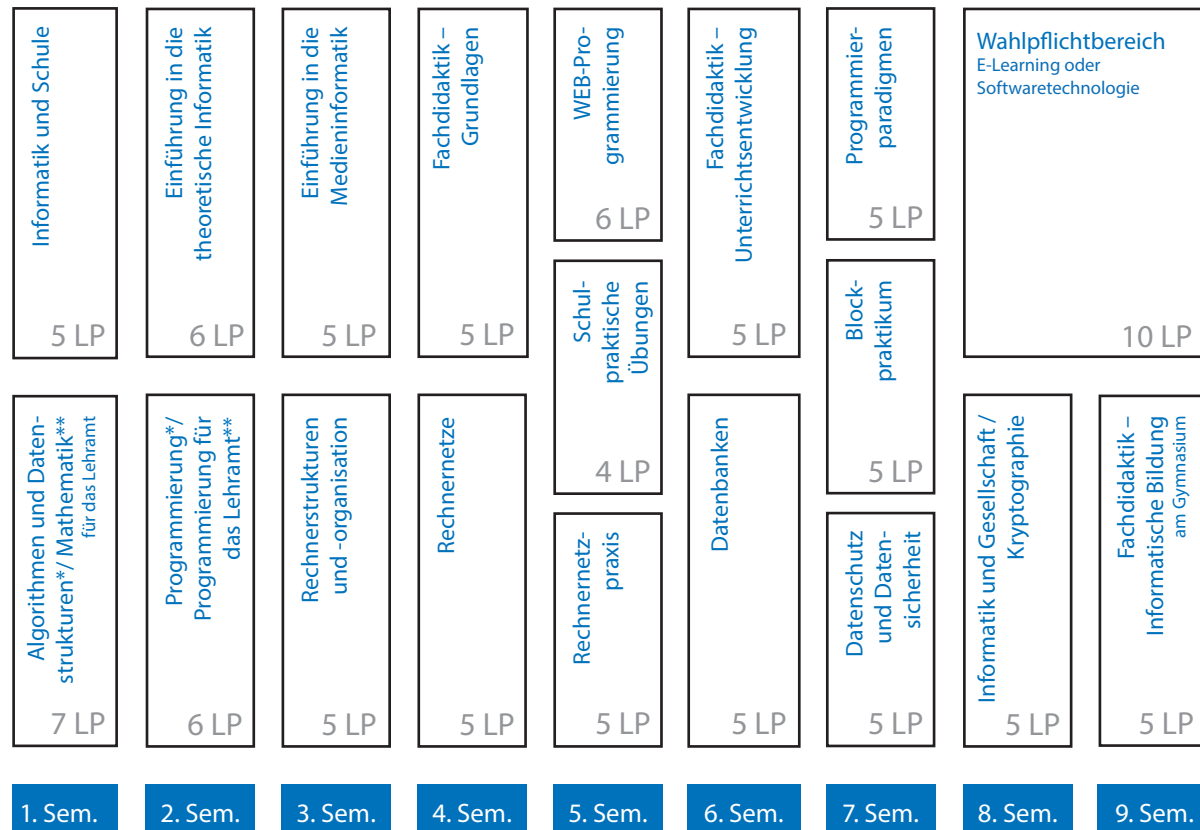 Informatik und Schule
5 LP
Einführung in die
theoretische Informatik
6 LP
Einführung in die
Medieninformatik
5 LP
Fachdidaktik –
Grundlagen
5 LP
WEB-Pro-
grammierung
6 LP
Schul-
praktische
Übungen
4 LP
Fachdidaktik –
Unterrichtsentwicklung
5 LP
Programmier-
paradigmen
5 LP
Block-
praktikum
5 LP
Wahlpflichtbereich
E-Learning oder
Softwaretechnologie
10 LP
Algorithmen und Daten-
strukturen*/ Mathematik**
für das Lehramt
7 LP
Programmierung*/
Programmierung für
das Lehramt**
6 LP
Rechnerstrukturen
und -organisation
5 LP
Rechnernetze
5 LP
Rechnernetz-
praxis
5 LP
Datenbanken
5 LP
Datenschutz
und Daten-
sicherheit
5 LP
Informatik und Gesellschaft /
Kryptographie
5 LP
Fachdidaktik –
Informatische Bildung
am Gymnasium
5 LP
1. Sem.
2. Sem.
3. Sem.
4. Sem.
5. Sem.
6. Sem.
7. Sem.
8. Sem.
9. Sem.